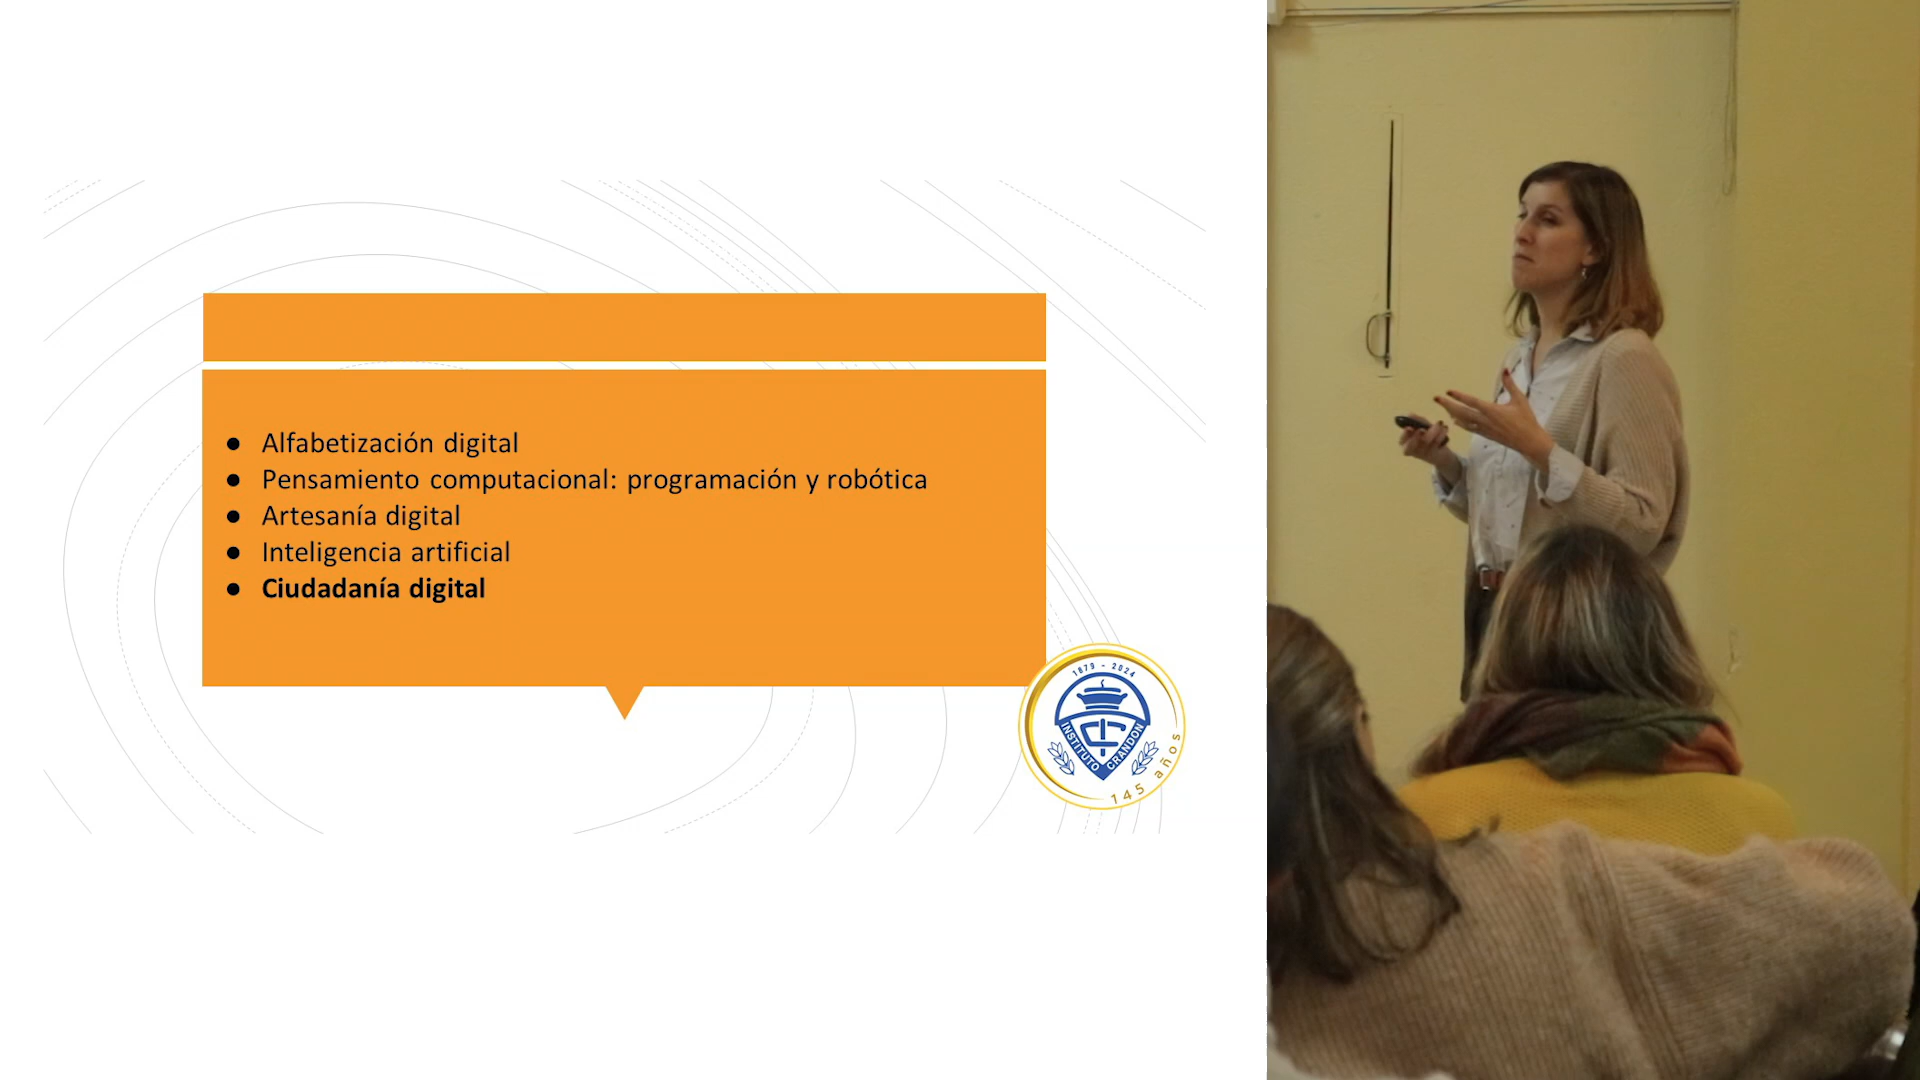 ● Alfabetización digital
● Pensamiento computacional: programación y robótica
● Artesanía digital
● Inteligencia artificial
● Ciudadanía digital
1879 - 2024
INSTITUTO CRANDON
145 años